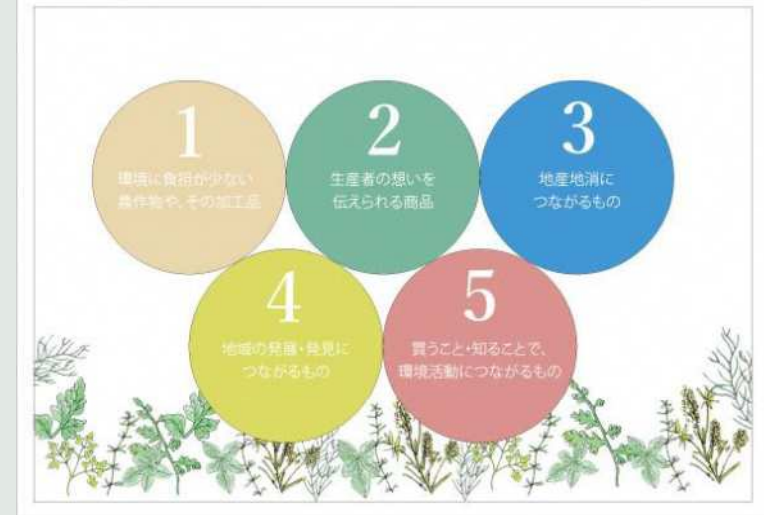 1
環境に負担が少ない
農作物や、その加工品
2
生産者の想いを
伝えられる商品
3
地産地消に
つながるもの
4
地域の発展・発見に
つながるもの
5
買うこと・知ることで、
環境活動につながるもの